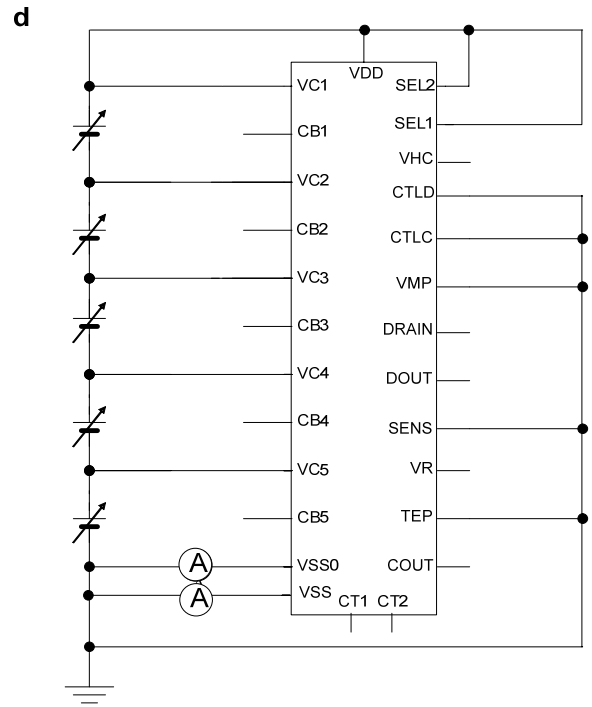 d
VDD
VC1
SEL2
CB1
SEL1
VHC
VC2
CTLD
CB2
CTLC
VC3
VMP
CB3
DRAIN
VC4
DOUT
CB4
SENS
VC5
VR
CB5
TEP
A
VSS0
COUT
A
VSS
CT1 CT2